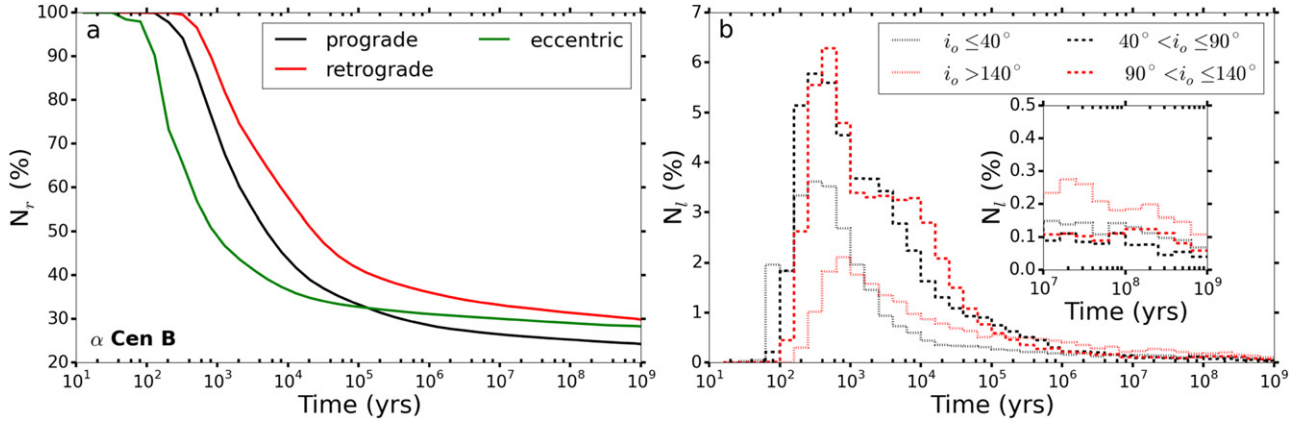 a
prograde
retrograde
eccentric
α Cen B
N_r (%)
100
90
80
70
60
50
40
30
20
10^1 10^2 10^3 10^4 10^5 10^6 10^7 10^8 10^9
Time (yrs)
b
i_o ≤40°
i_o >140°
40° <i_o ≤90°
90° <i_o ≤140°
N_l (%)
7
6
5
4
3
2
1
0
10^1 10^2 10^3 10^4 10^5 10^6 10^7 10^8 10^9
Time (yrs)
N_l (%)
0.5
0.4
0.3
0.2
0.1
0.0
10^7 10^8 10^9
Time (yrs)